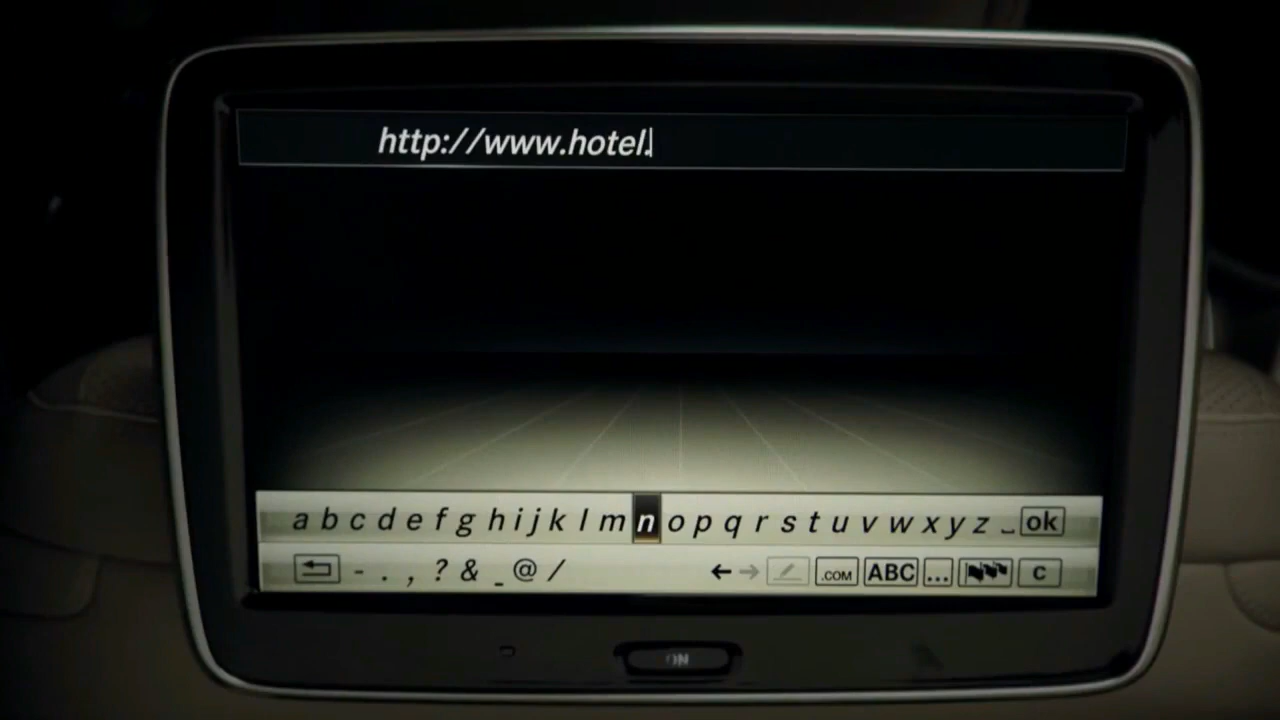 http://www.hotel.
a b c d e f g h i j k l m n o p q r s t u v w x y z _ ok
- . , ? & _ @ / .COM ABC ... C
ON